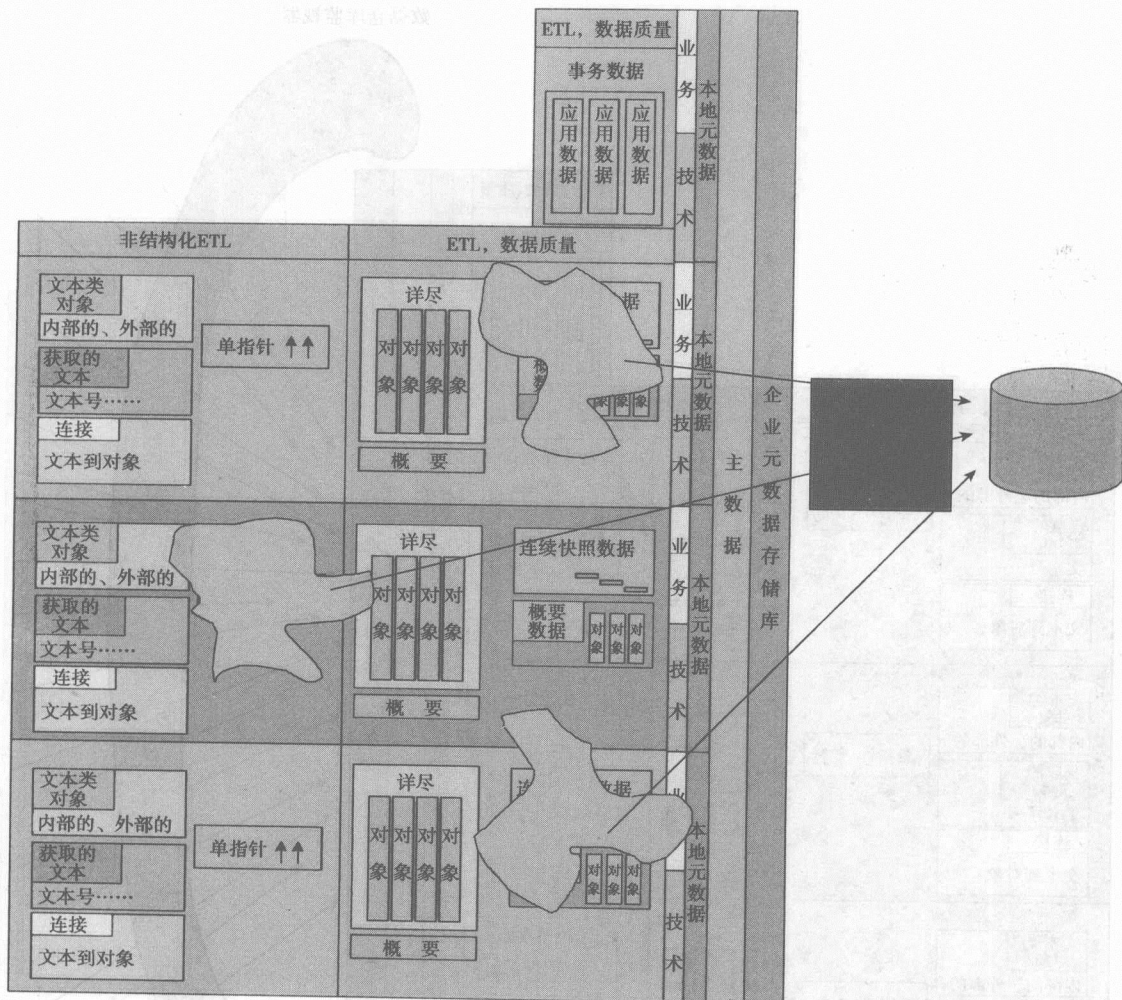 ETL，数据质量
事务数据
应用数据
应用数据
应用数据
业务
技术
本地元数据
主数据
企业元数据存储库
非结构化ETL
ETL，数据质量
文本类
对象
内部的、外部的
获取的
文本
文本号……
连接
文本到对象
单指针
详尽
对象
对象
对象
对象
概 要
据
概
数
象
象
象
业务
技术
本地元数据
文本类
对象
内部的、外部的
获取的
文本
文本号……
连接
文本到对象
详尽
对象
对象
对象
对象
概 要
连续快照数据
概要
数据
对象
对象
对象
业务
技术
本地元数据
文本类
对象
内部的、外部的
获取的
文本
文本号……
连接
文本到对象
单指针
详尽
对象
对象
对象
对象
概 要
数据
对象
对象
对象
业
技术
本地元数据